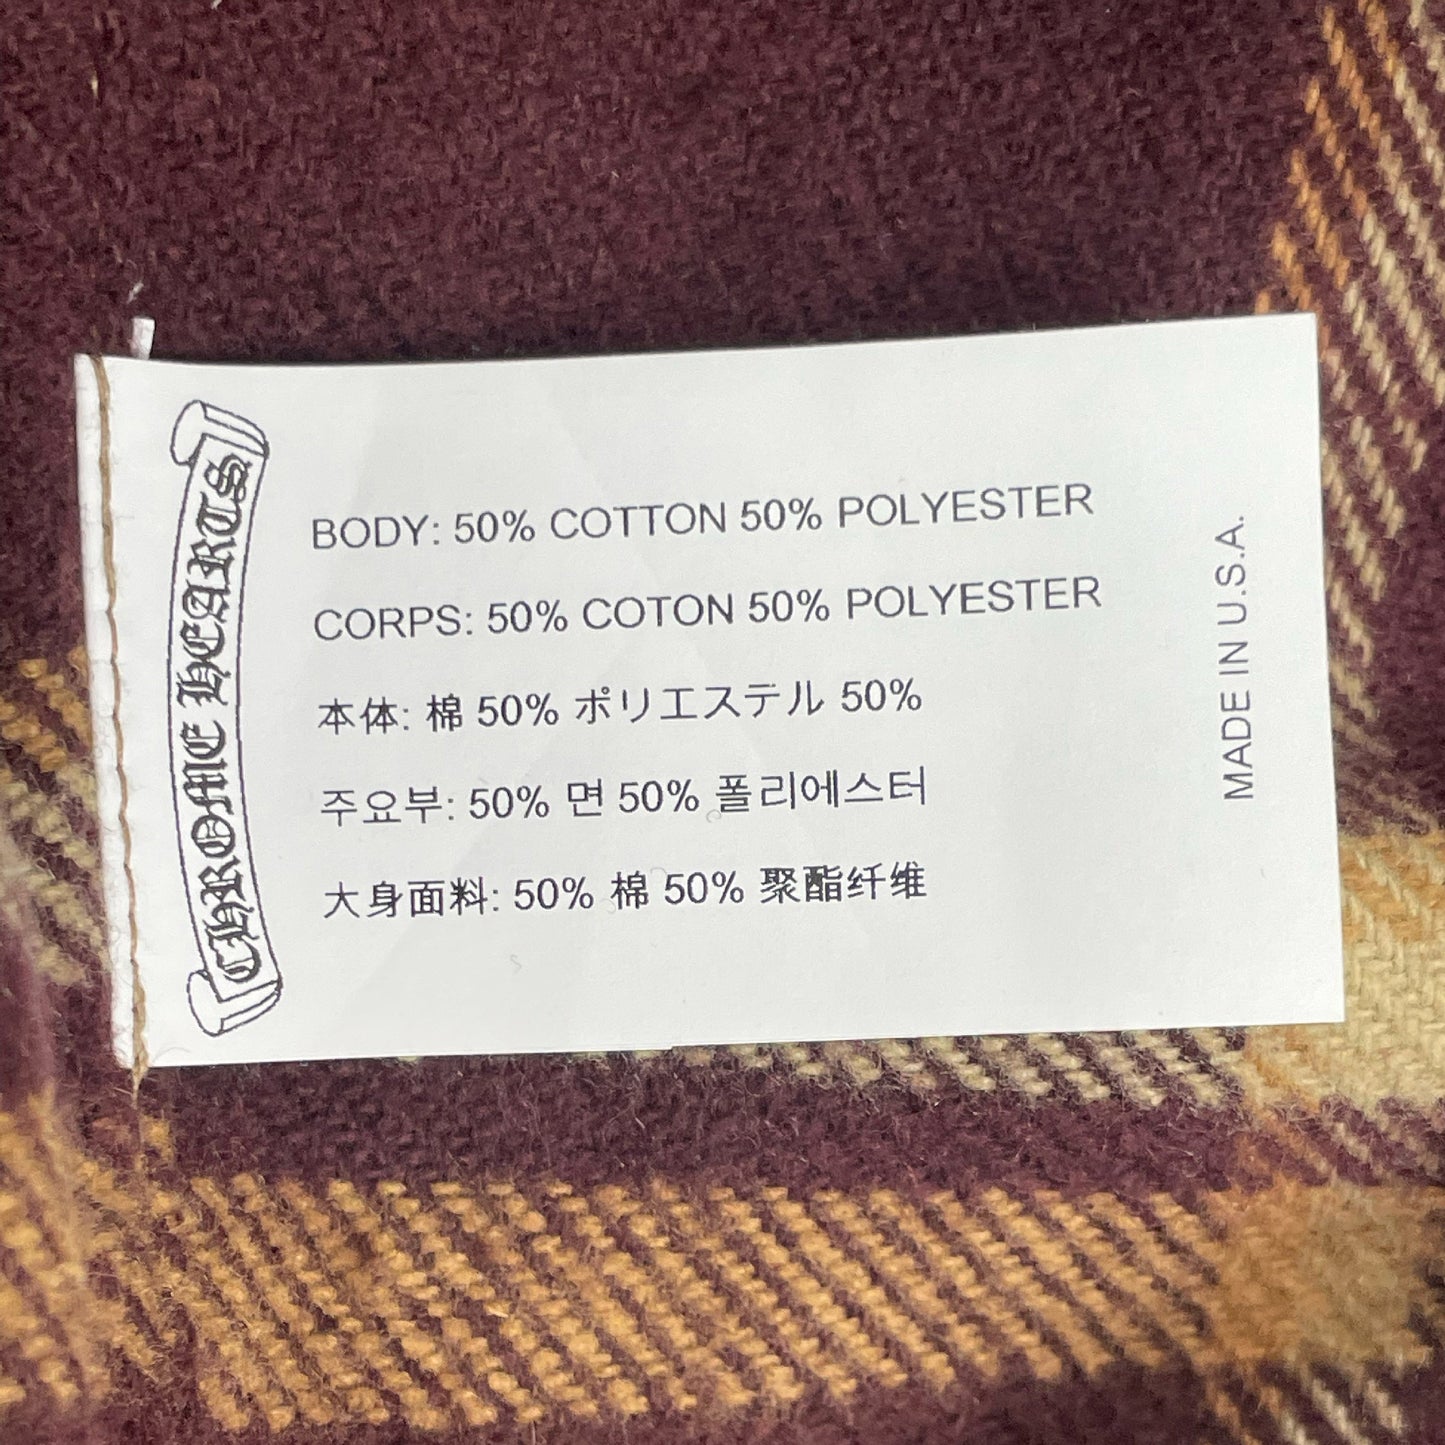 CHROME HEARTS
BODY: 50% COTTON 50% POLYESTER
CORPS: 50% COTON 50% POLYESTER
本体: 棉 50% ポリエステル 50%
주요부: 50% 면 50% 폴리에스터
大身面料: 50% 棉 50% 聚酯纤维
MADE IN U.S.A.